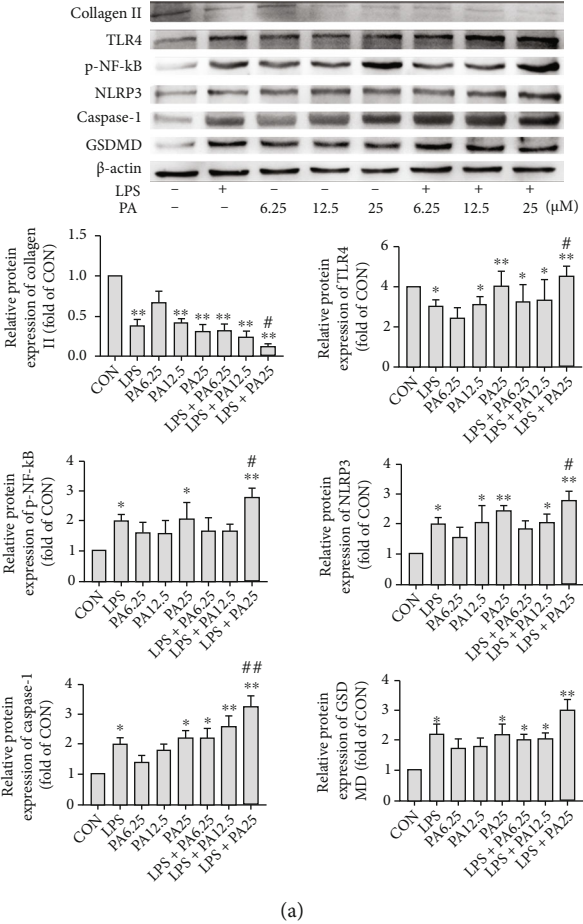 Collagen II
TLR4
p-NF-kB
NLRP3
Caspase-1
GSDMD
β-actin
LPS – + – – – + + +
PA – – 6.25 12.5 25 6.25 12.5 25 (μM)
Relative protein
expression of collagen
II (fold of CON)
1.5
1.0
0.5
0.0
** ** ** ** ** # **
CON LPS PA6.25 PA12.5 PA25 LPS + PA6.25 LPS + PA12.5 LPS + PA25
Relative protein
expression of TLR4
(fold of CON)
6
4
2
0
* * ** * * # **
CON LPS PA6.25 PA12.5 PA25 LPS + PA6.25 LPS + PA12.5 LPS + PA25
Relative protein
expression of p-NF-kB
(fold of CON)
4
3
2
1
0
* * # **
CON LPS PA6.25 PA12.5 PA25 LPS + PA6.25 LPS + PA12.5 LPS + PA25
Relative protein
expression of NLRP3
(fold of CON)
4
3
2
1
0
* * ** * # **
CON LPS PA6.25 PA12.5 PA25 LPS + PA6.25 LPS + PA12.5 LPS + PA25
Relative protein
expression of caspase-1
(fold of CON)
4
3
2
1
0
* * * ** ## **
CON LPS PA6.25 PA12.5 PA25 LPS + PA6.25 LPS + PA12.5 LPS + PA25
Relative protein
expression of GSD
MD (fold of CON)
4
3
2
1
0
* * * * **
CON LPS PA6.25 PA12.5 PA25 LPS + PA6.25 LPS + PA12.5 LPS + PA25
(a)